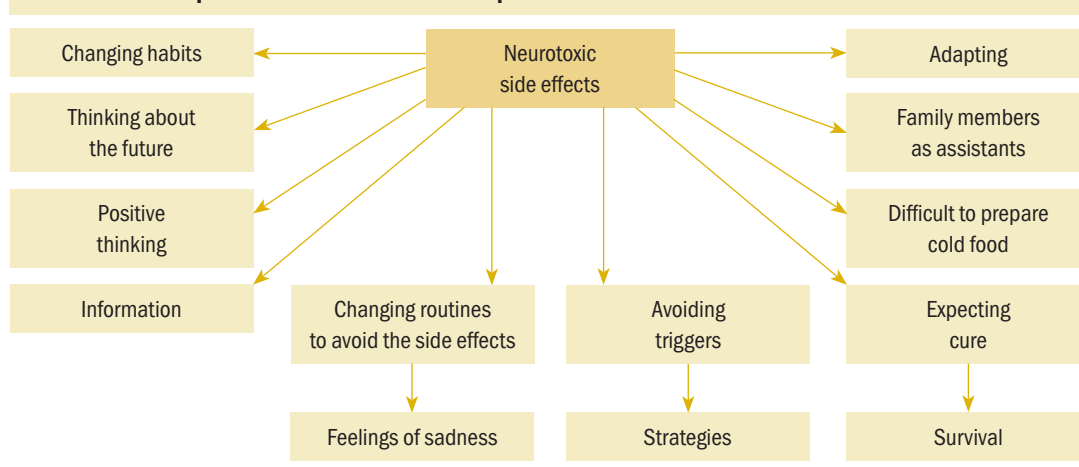 Changing habits
Neurotoxic
side effects
Adapting
Thinking about
the future
Family members
as assistants
Positive
thinking
Difficult to prepare
cold food
Information
Changing routines
to avoid the side effects
Avoiding
triggers
Expecting
cure
Feelings of sadness
Strategies
Survival